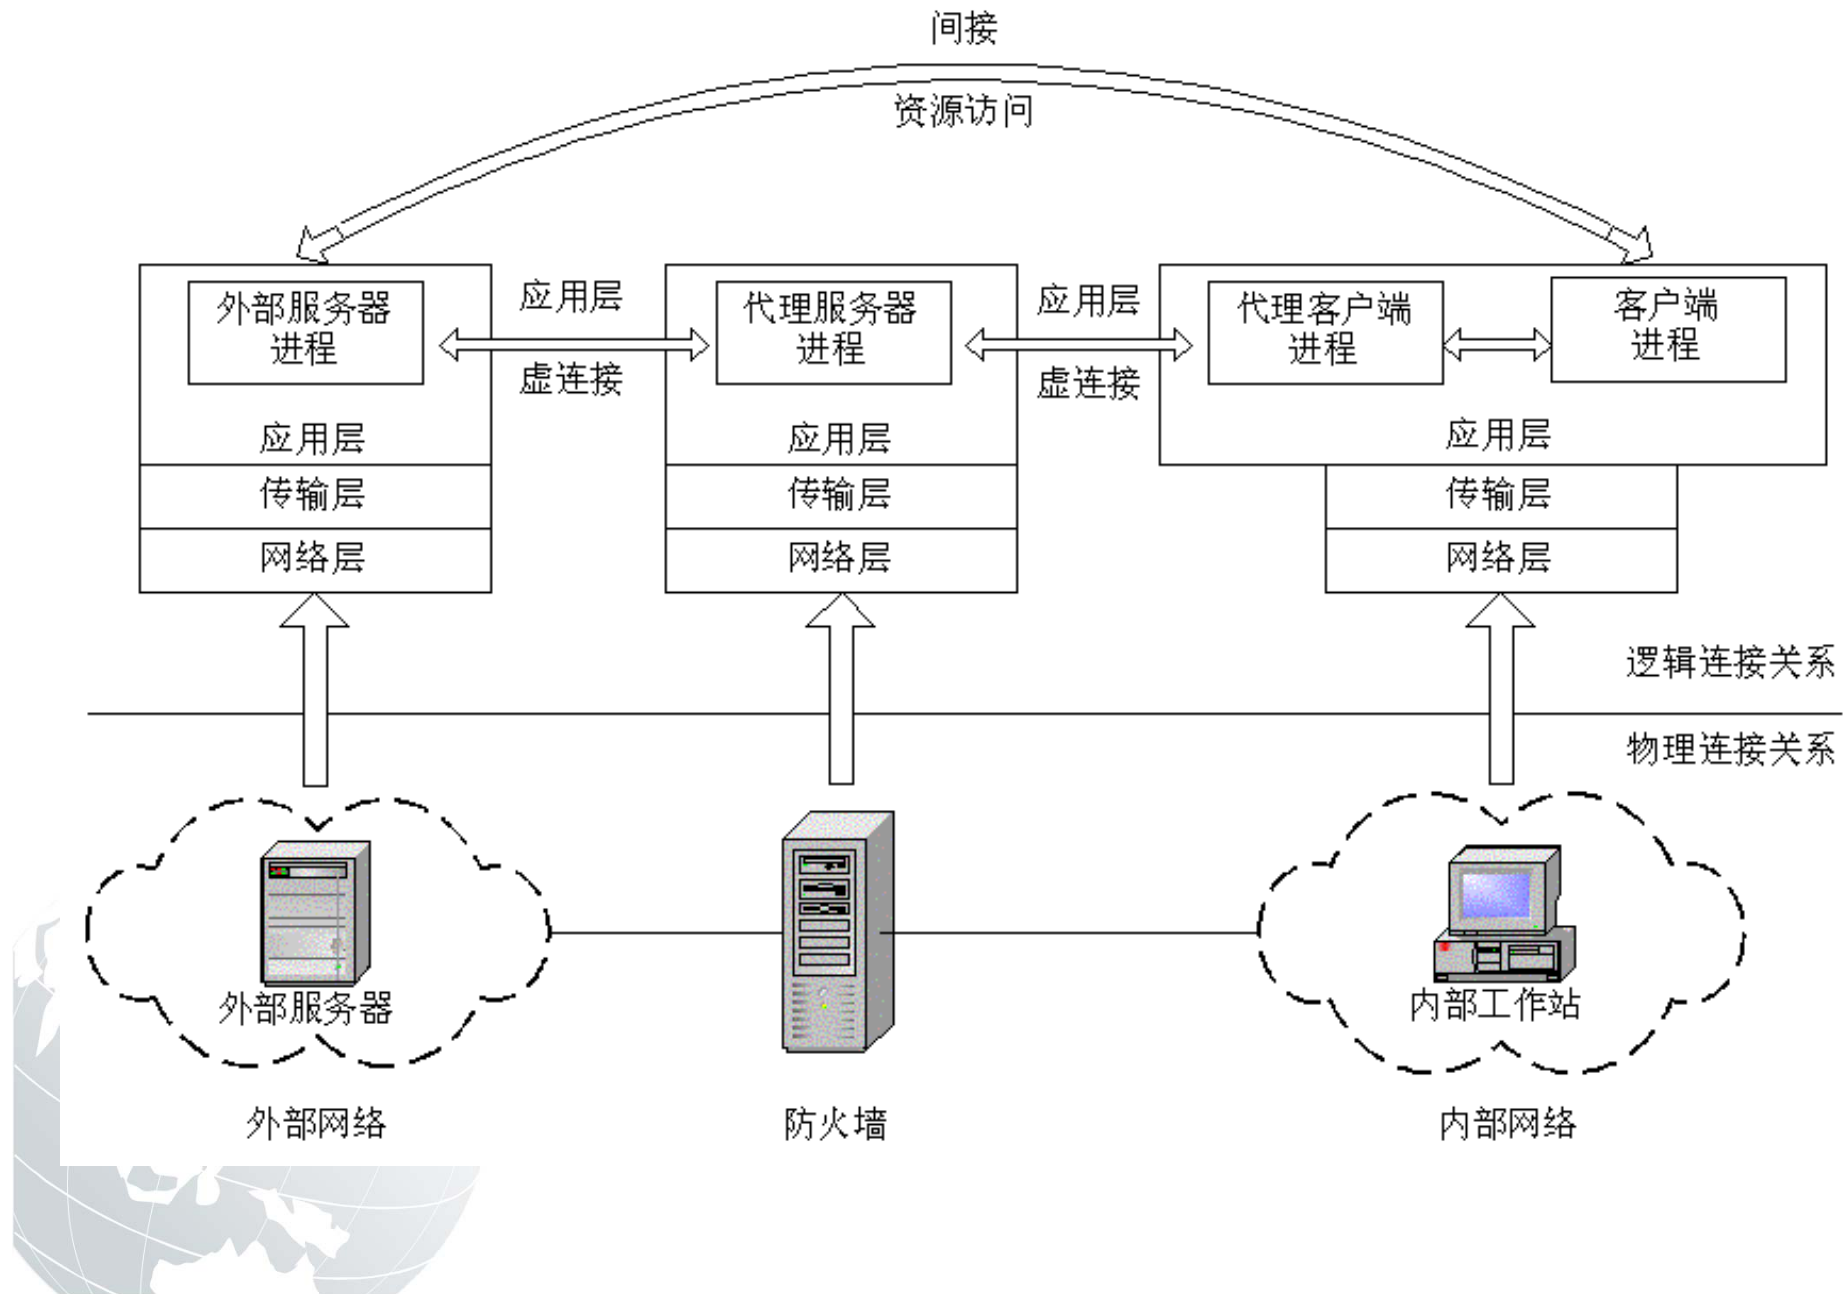 间接
资源访问
外部服务器
进程
应用层
虚连接
代理服务器
进程
应用层
虚连接
代理客户端
进程
客户端
进程
应用层
应用层
应用层
传输层
传输层
传输层
网络层
网络层
网络层
逻辑连接关系
物理连接关系
外部服务器
内部工作站
外部网络
防火墙
内部网络